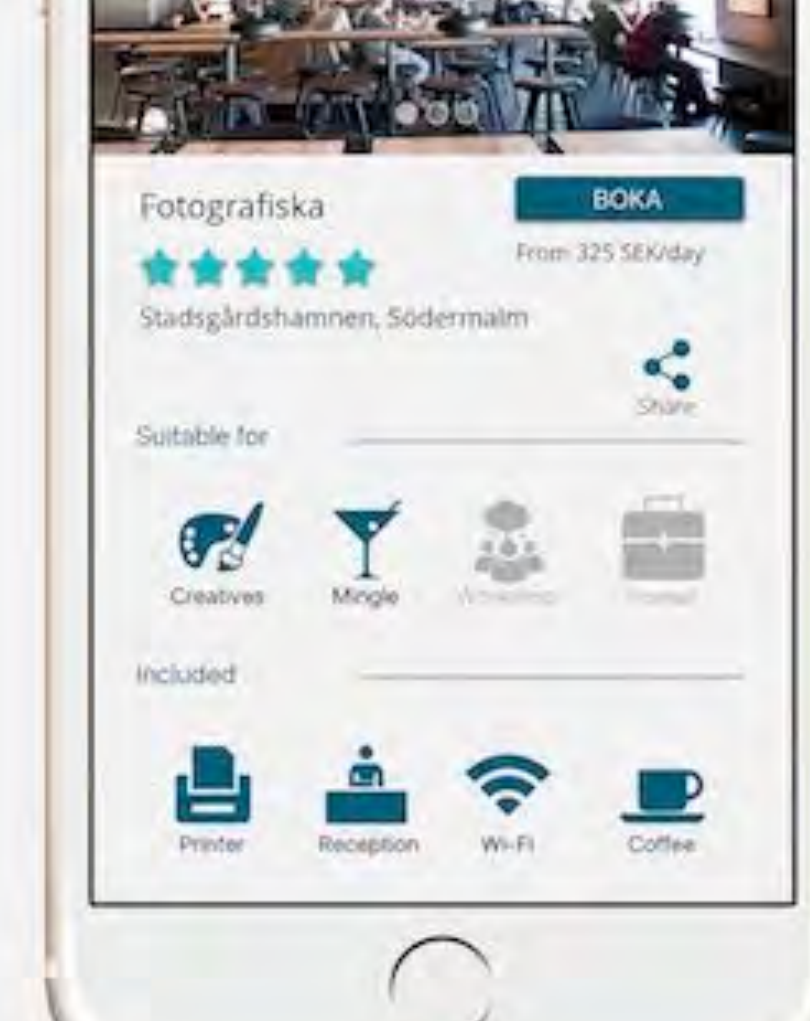 Fotografiska
BOKA
From 325 SEK/day
Stadsgårdshamnen, Södermalm
Share
Suitable for
Creatives Mingle
Included
Printer Reception Wi-Fi Coffee